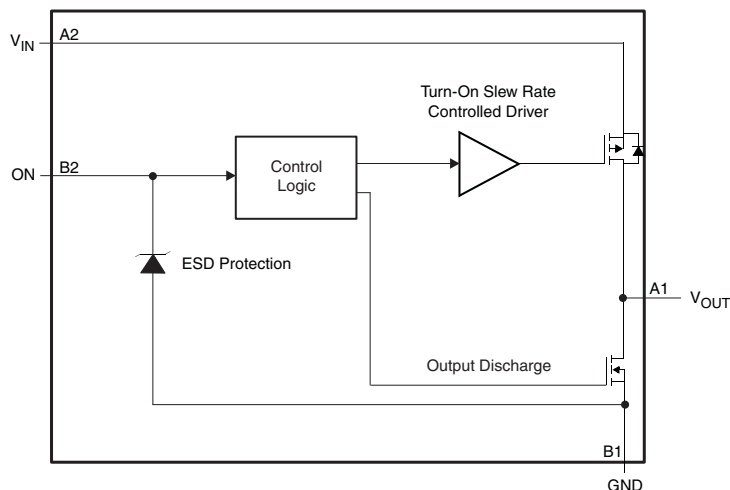 V_IN
A2
Turn-On Slew Rate
Controlled Driver
ON
B2
Control
Logic
ESD Protection
A1
V_OUT
Output Discharge
B1
GND